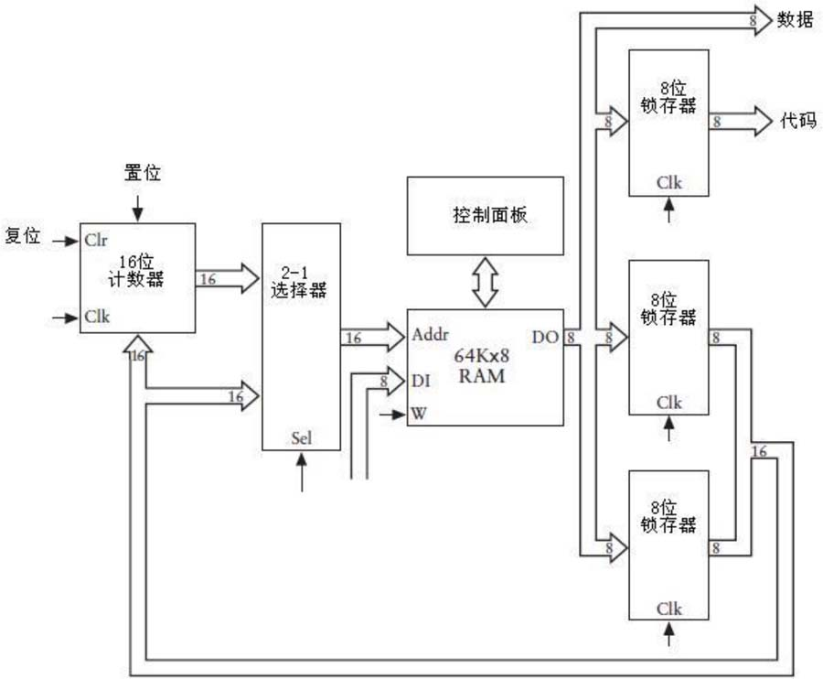 数据
8
8位
锁存器
8
8
代码
Clk
置位
复位
Clr
16位
计数器
Clk
16
16
16
2-1
选择器
Sel
控制面板
16
Addr
DO
8
64Kx8
RAM
8
DI
W
8
8位
锁存器
8
Clk
16
8
8位
锁存器
8
Clk